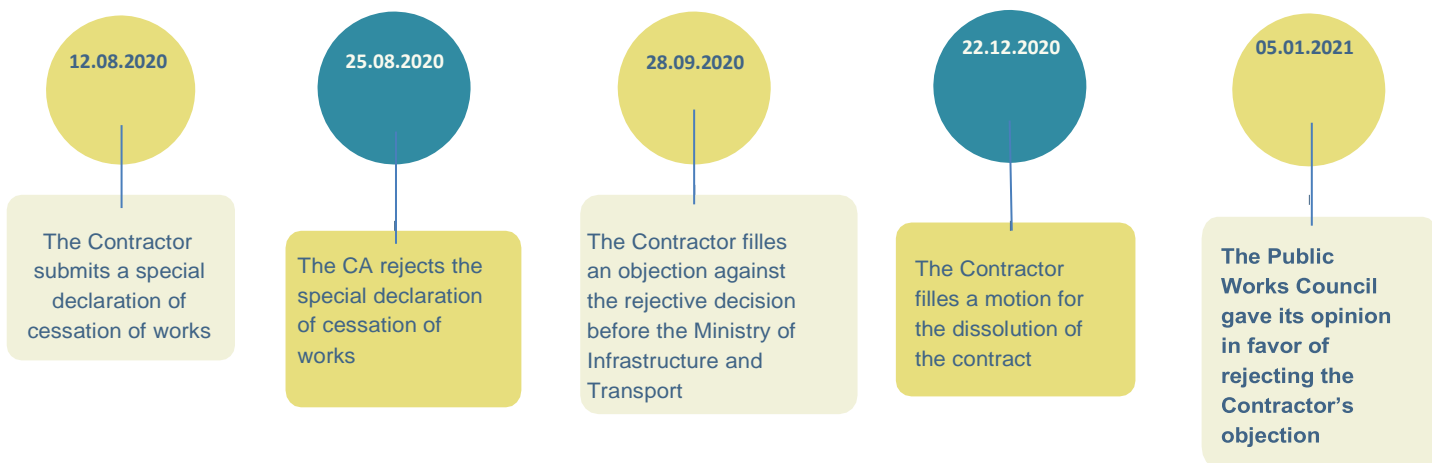 12.08.2020
25.08.2020
28.09.2020
22.12.2020
05.01.2021
The Contractor
submits a special
declaration of
cessation of works
The CA rejects the
special declaration
of cessation of
works
The Contractor filles
an objection against
the rejective decision
before the Ministry of
Infrastructure and
Transport
The Contractor
filles a motion for
the dissolution of
the contract
The Public
Works Council
gave its opinion
in favor of
rejecting the
Contractor’s
objection